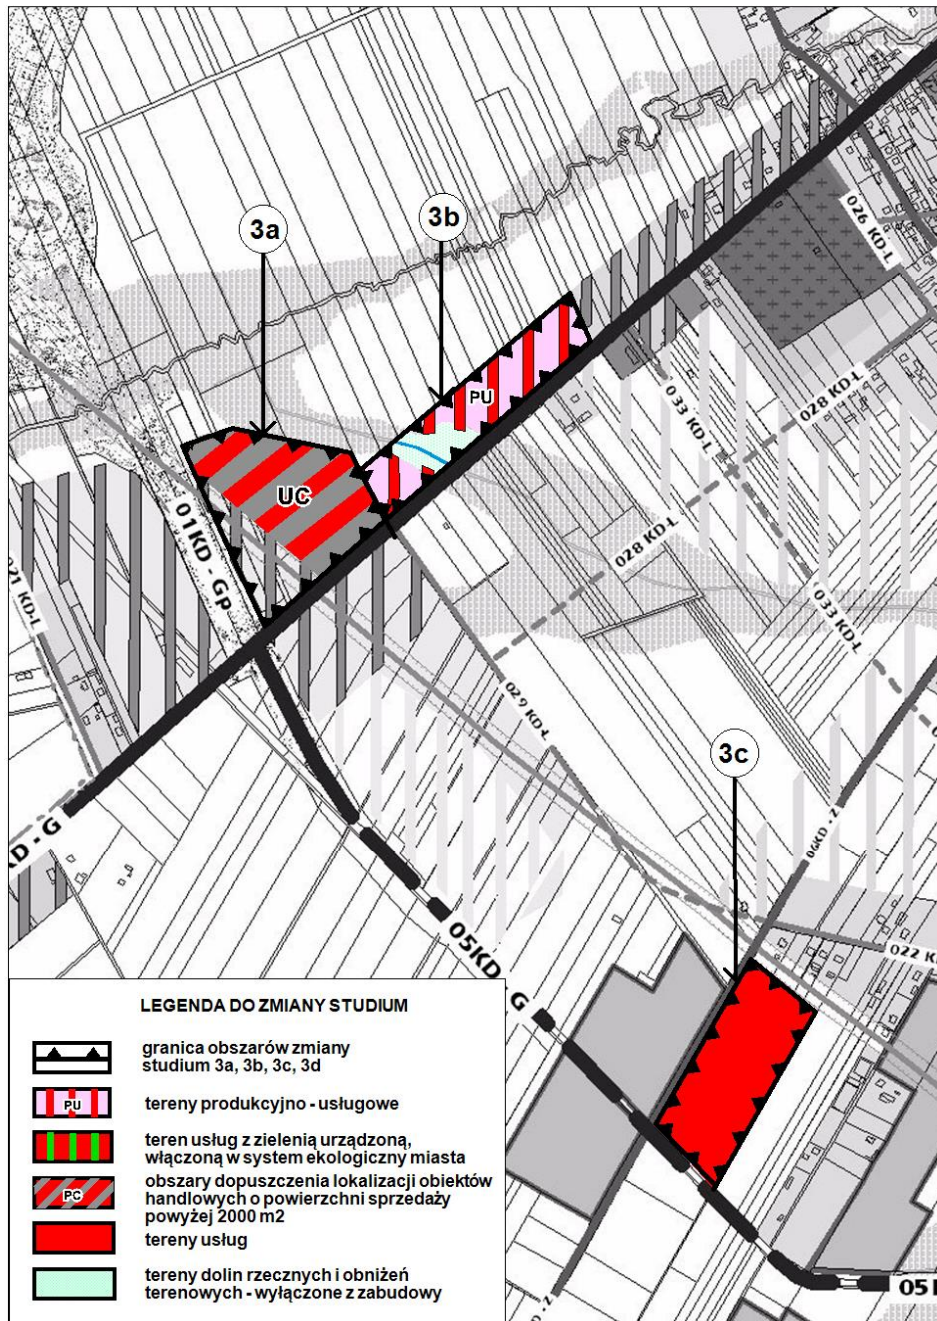 3a
3b
026 KD-L
PU
033 KD-L
028 KD-L
UC
01KD - Gp
028 KD-L
021 KD-L
033 KD-L
029 KD-L
3c
06KD - Z
KD - G
05KD - G
022 K
LEGENDA DO ZMIANY STUDIUM
granica obszarów zmiany
studium 3a, 3b, 3c, 3d
PU
tereny produkcyjno - usługowe
teren usług z zielenią urządzoną,
włączoną w system ekologiczny miasta
PC
obszary dopuszczenia lokalizacji obiektów
handlowych o powierzchni sprzedaży
powyżej 2000 m2
tereny usług
tereny dolin rzecznych i obniżeń
terenowych - wyłączone z zabudowy
05
- Z